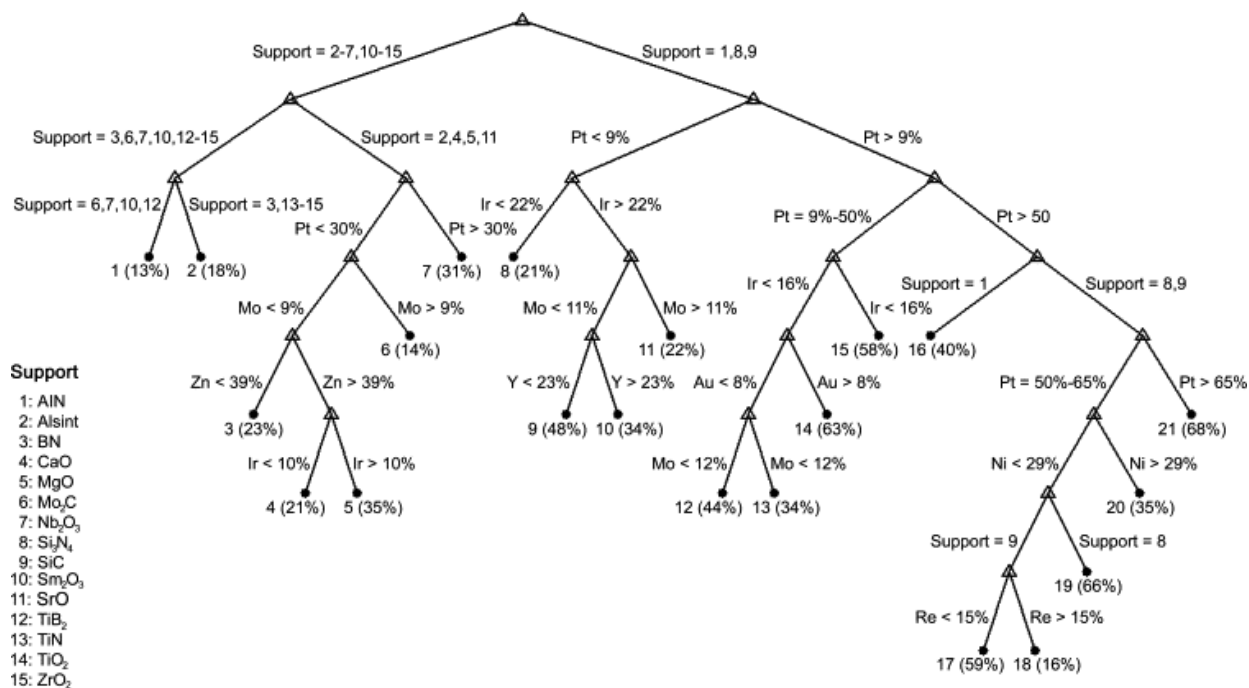 Support = 2-7,10-15
Support = 1,8,9
Support = 3,6,7,10,12-15
Support = 2,4,5,11
Pt < 9%
Pt > 9%
Support = 6,7,10,12
Support = 3,13-15
Pt < 30%
Pt > 30%
Ir < 22%
Ir > 22%
Pt = 9%-50%
Pt > 50
1 (13%)
2 (18%)
7 (31%)
8 (21%)
Mo < 9%
Mo > 9%
Mo < 11%
Mo > 11%
Ir < 16%
Ir < 16%
Support = 1
Support = 8,9
6 (14%)
11 (22%)
15 (58%)
16 (40%)
Zn < 39%
Zn > 39%
Y < 23%
Y > 23%
Au < 8%
Au > 8%
Pt = 50%-65%
Pt > 65%
3 (23%)
9 (48%)
10 (34%)
14 (63%)
21 (68%)
Ir < 10%
Ir > 10%
Mo < 12%
Mo < 12%
Ni < 29%
Ni > 29%
4 (21%)
5 (35%)
12 (44%)
13 (34%)
20 (35%)
Support = 9
Support = 8
19 (66%)
Re < 15%
Re > 15%
17 (59%)
18 (16%)
Support
1: AlN
2: Alsint
3: BN
4: CaO
5: MgO
6: Mo₂C
7: Nb₂O₃
8: Si₃N₄
9: SiC
10: Sm₂O₃
11: SrO
12: TiB₂
13: TiN
14: TiO₂
15: ZrO₂